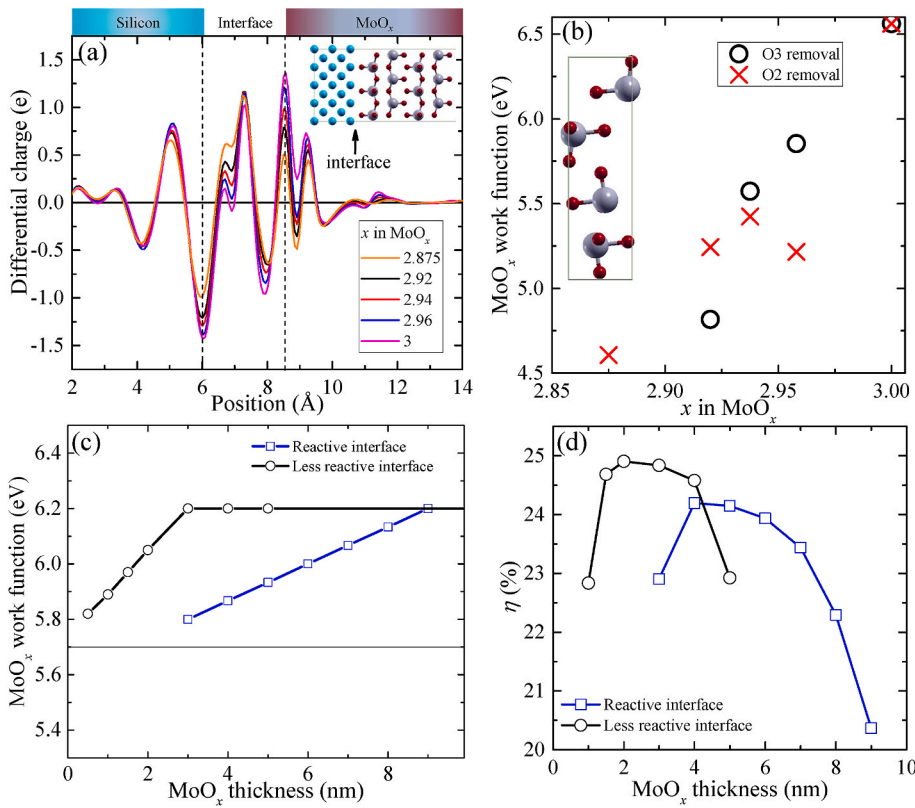 Silicon Interface MoOₓ
(a)
interface
x in MoOₓ
2.875
2.92
2.94
2.96
3
1.5
1.0
0.5
0.0
-0.5
-1.0
-1.5
Differential charge (e)
2 4 6 8 10 12 14
Position (Å)
(b)
O3 removal
O2 removal
6.5
6.0
5.5
5.0
4.5
MoOₓ work function (eV)
2.85 2.90 2.95 3.00
x in MoOₓ
(c)
Reactive interface
Less reactive interface
6.4
6.2
6.0
5.8
5.6
5.4
MoOₓ work function (eV)
0 2 4 6 8
MoOₓ thickness (nm)
(d)
25
24
23
22
21
20
η (%)
Reactive interface
Less reactive interface
0 2 4 6 8 10
MoOₓ thickness (nm)